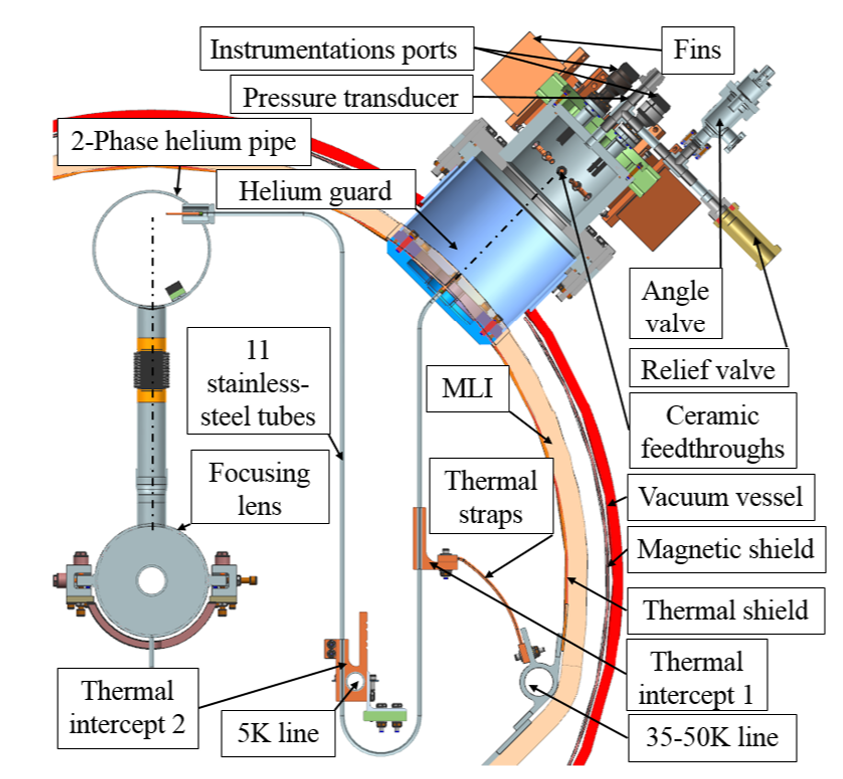 Instrumentations ports
Fins
Pressure transducer
2-Phase helium pipe
Helium guard
Angle
valve
11
stainless-
steel tubes
MLI
Relief valve
Ceramic
feedthroughs
Focusing
lens
Thermal
straps
Vacuum vessel
Magnetic shield
Thermal shield
Thermal
intercept 2
5K line
Thermal
intercept 1
35-50K line